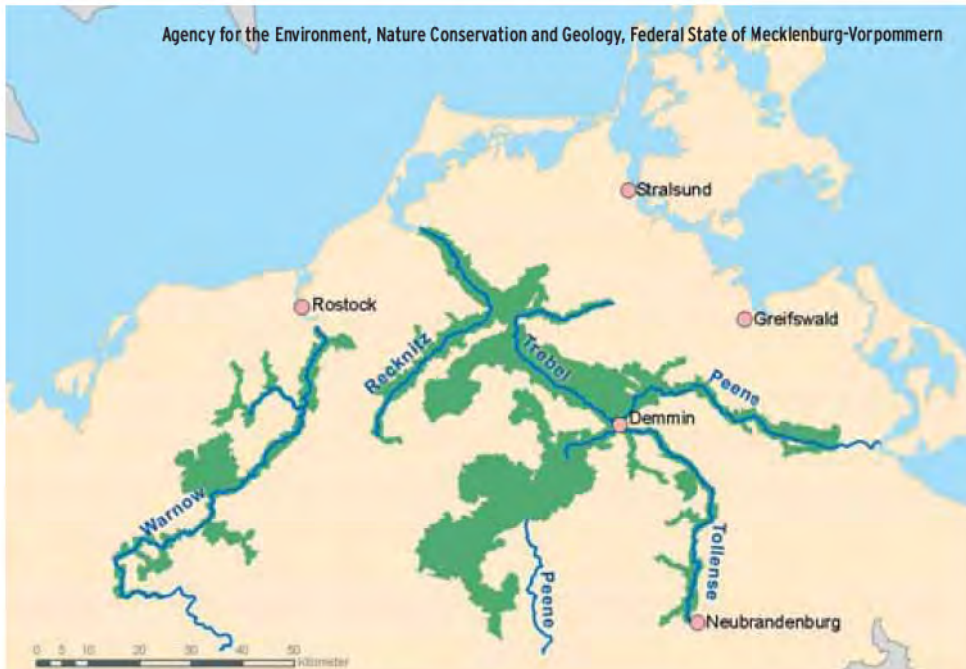 Agency for the Environment, Nature Conservation and Geology, Federal State of Mecklenburg-Vorpommern
Stralsund
Rostock
Greifswald
Recknitz
Trebel
Peene
Demmin
Warnow
Tollense
Peene
Neubrandenburg
0 5 10 20 30 40 50
Kilometer